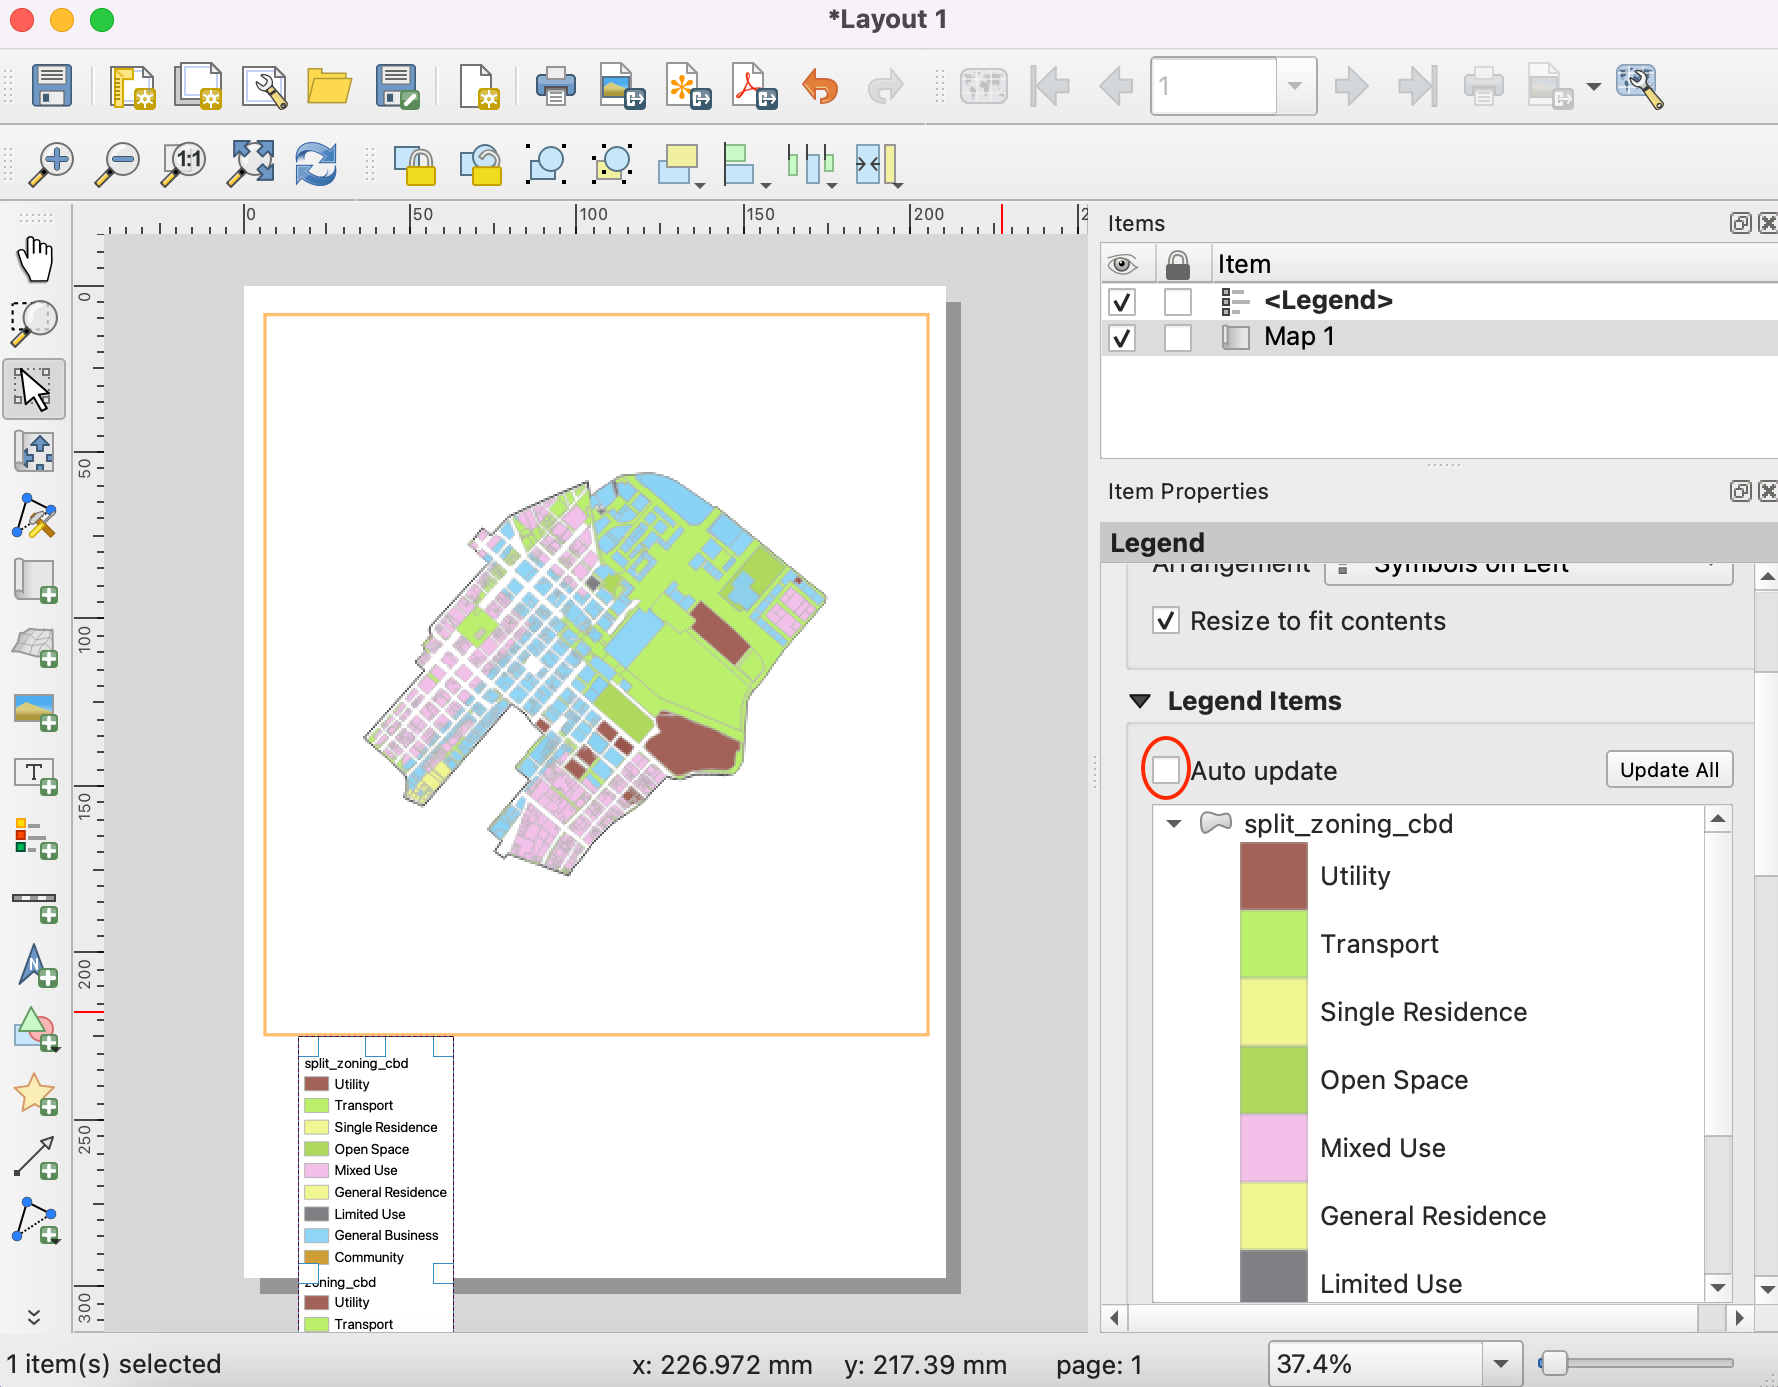 *Layout 1
1
1:1
0 50 100 150 200 2
Items
Item
<Legend>
Map 1
Item Properties
Legend
Arrangement Symbols on Left
Resize to fit contents
Legend Items
Auto update Update All
split_zoning_cbd
Utility
Transport
Single Residence
Open Space
Mixed Use
General Residence
Limited Use
0
50
100
150
200
250
300
T
N
split_zoning_cbd
Utility
Transport
Single Residence
Open Space
Mixed Use
General Residence
Limited Use
General Business
Community
zoning_cbd
Utility
Transport
1 item(s) selected x: 226.972 mm y: 217.39 mm page: 1 37.4%